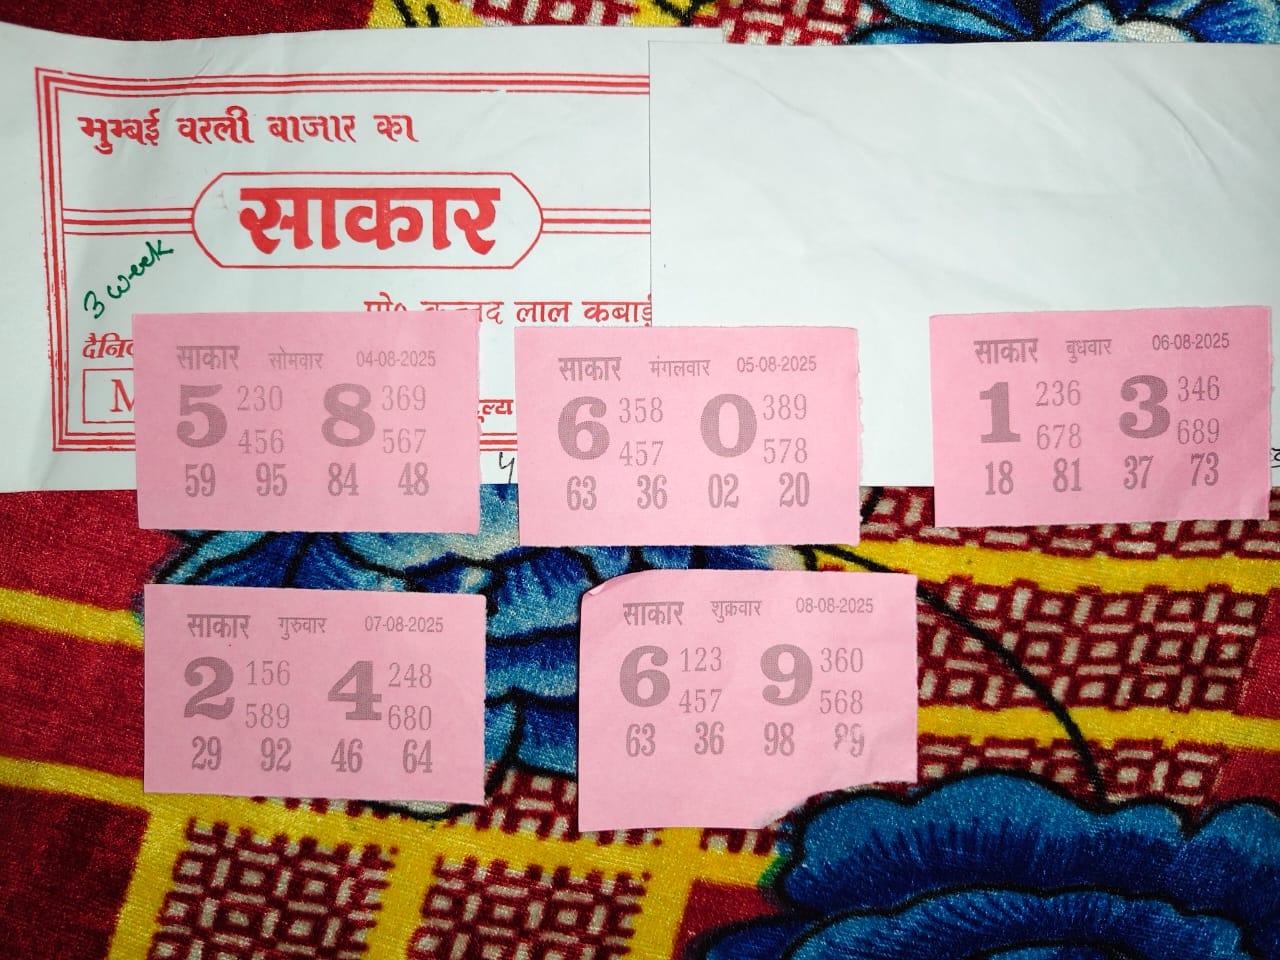 मुम्बई वरली बाजार का
साकार
3 week
लाल
साकार सोमवार 04-08-2025
5 230 8 369
456 567
59 95 84 48
साकार मंगलवार 05-08-2025
6 358 0 389
457 578
63 36 02 20
साकार बुधवार 06-08-2025
1 236 3 346
678 689
18 81 37 73
साकार गुरुवार 07-08-2025
2 156 4 248
589 680
29 92 46 64
साकार शुक्रवार 08-08-2025
6 123 9 360
457 568
63 36 98 89